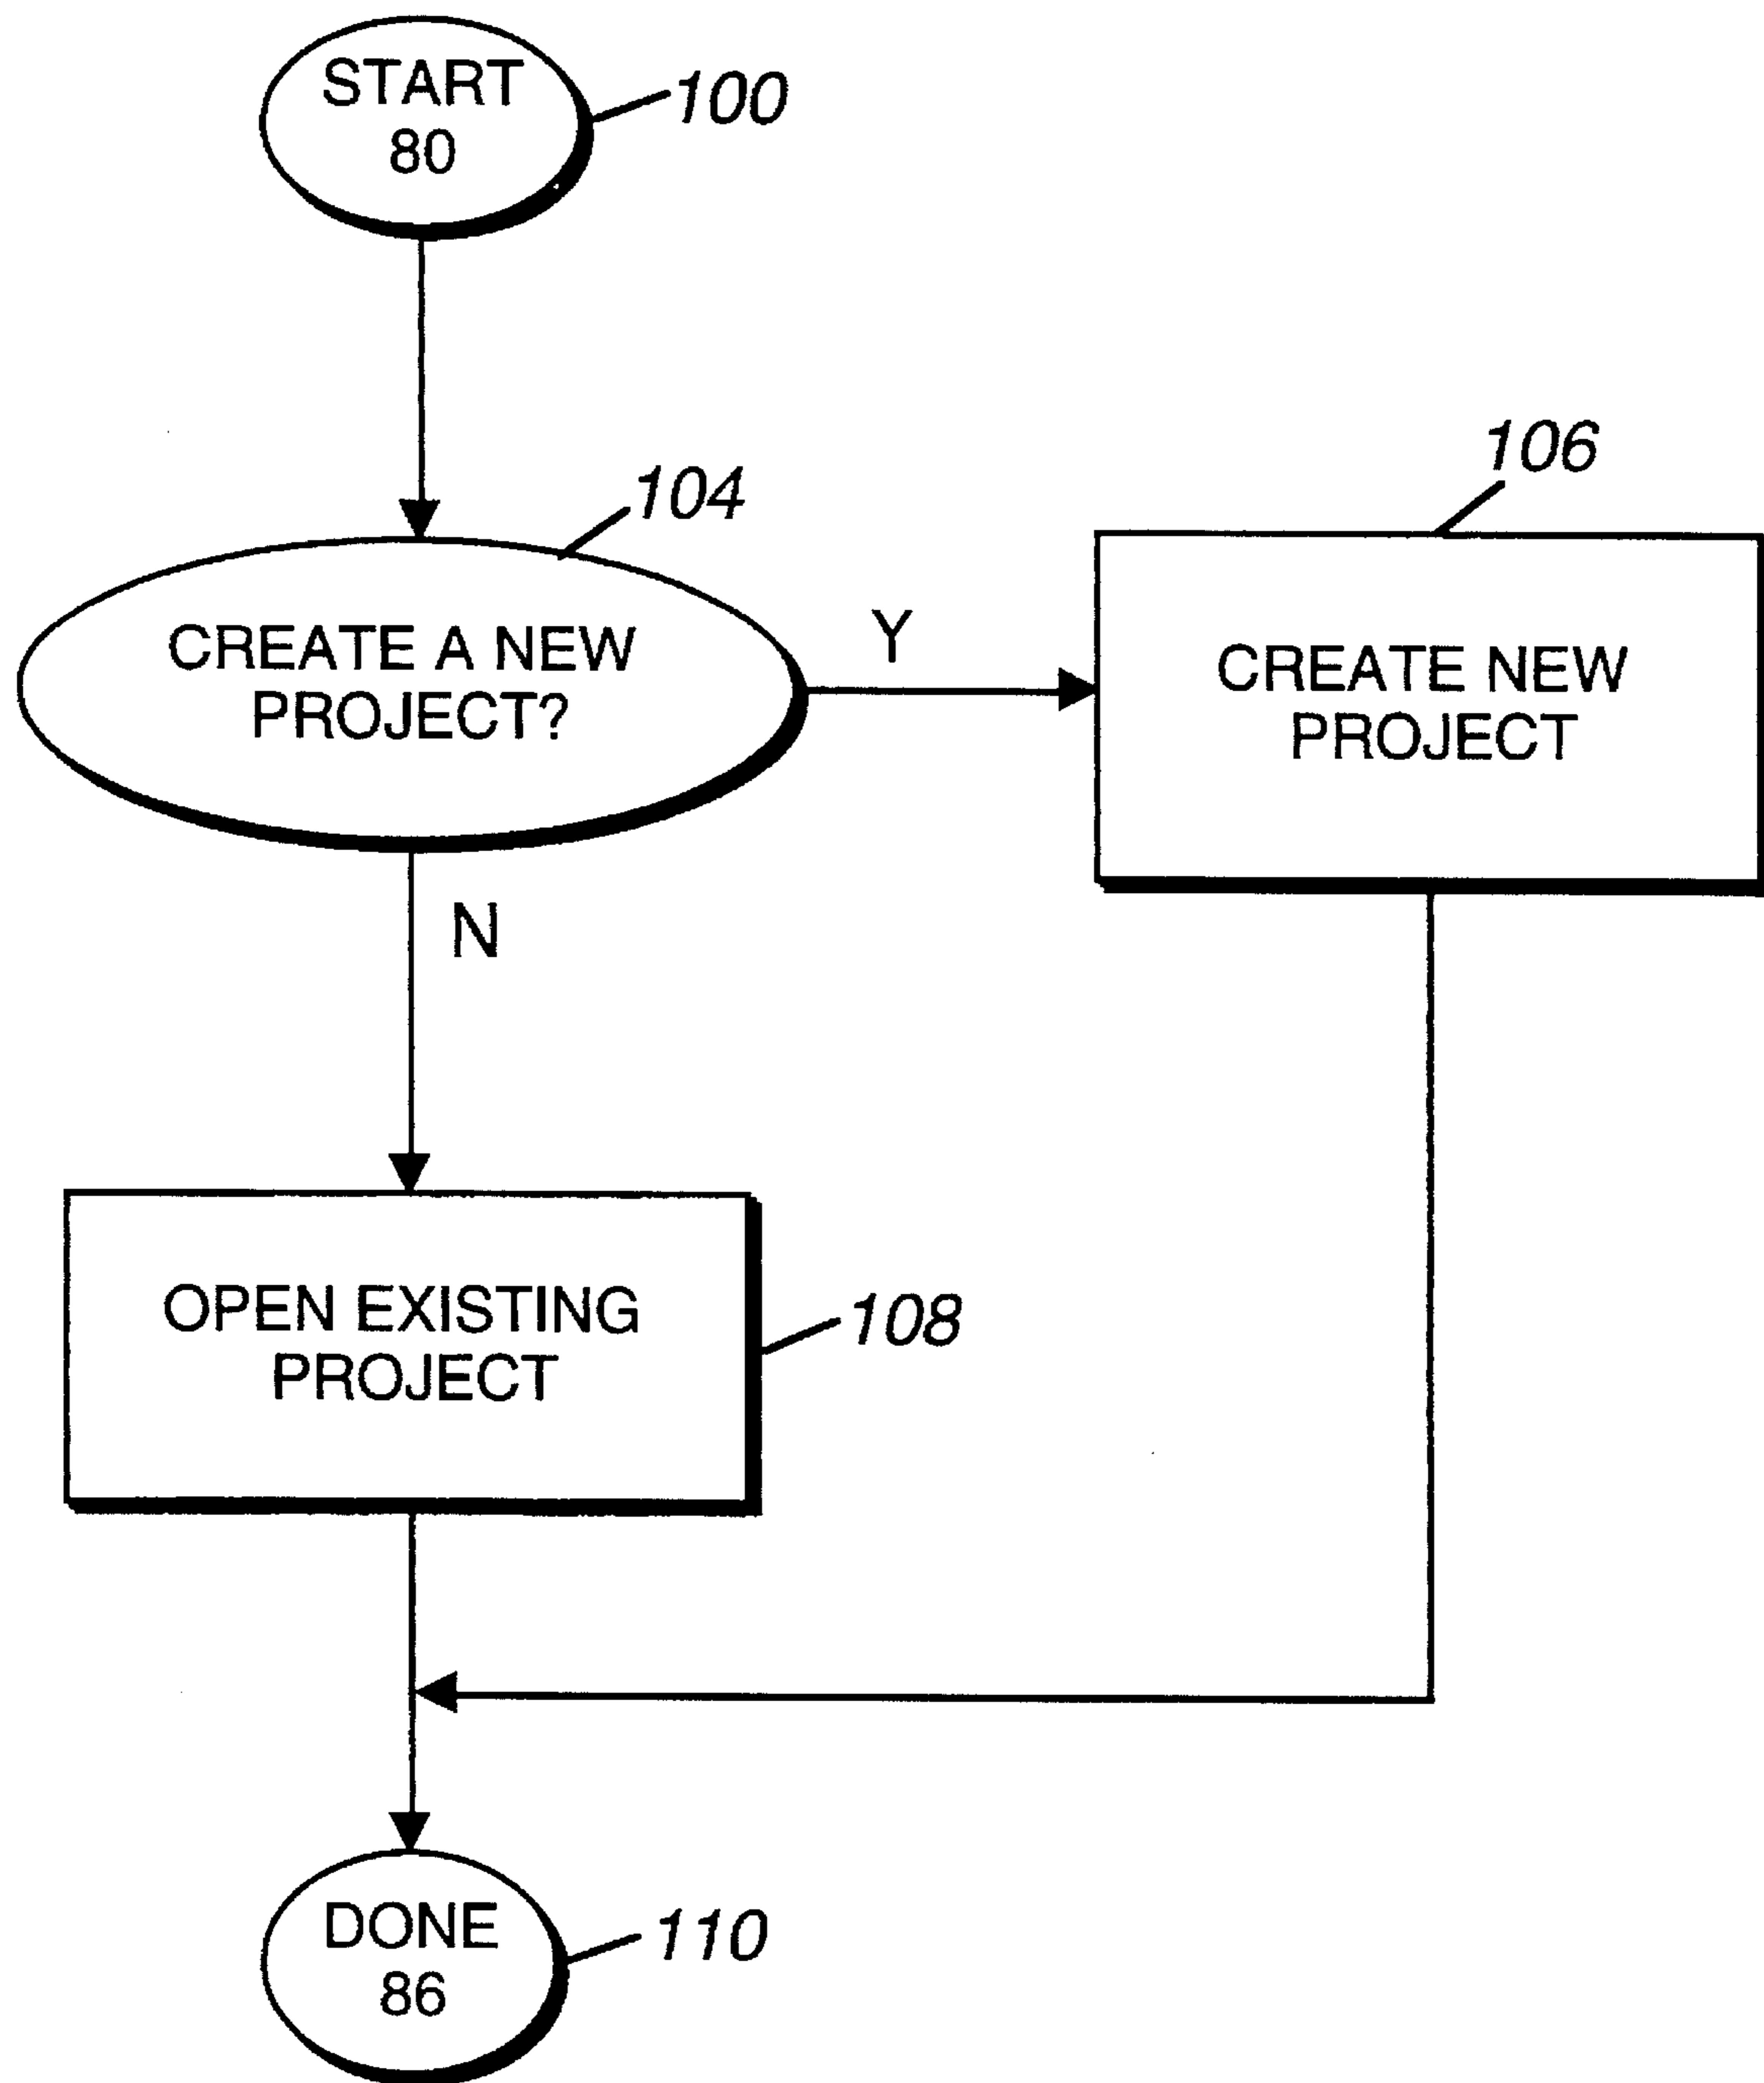 START
80
100
104
CREATE A NEW
PROJECT?
Y
106
CREATE NEW
PROJECT
N
OPEN EXISTING
PROJECT
108
DONE
86
110